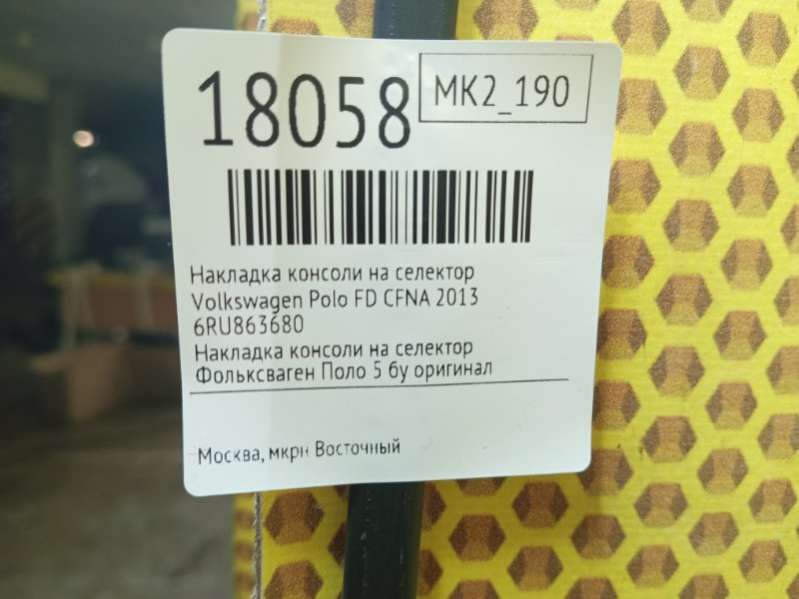 18058
МК2_190
Накладка консоли на селектор
Volkswagen Polo FD CFNA 2013
6RU863680
Накладка консоли на селектор
Фольксваген Поло 5 бу оригинал
Москва, мкрн Восточный